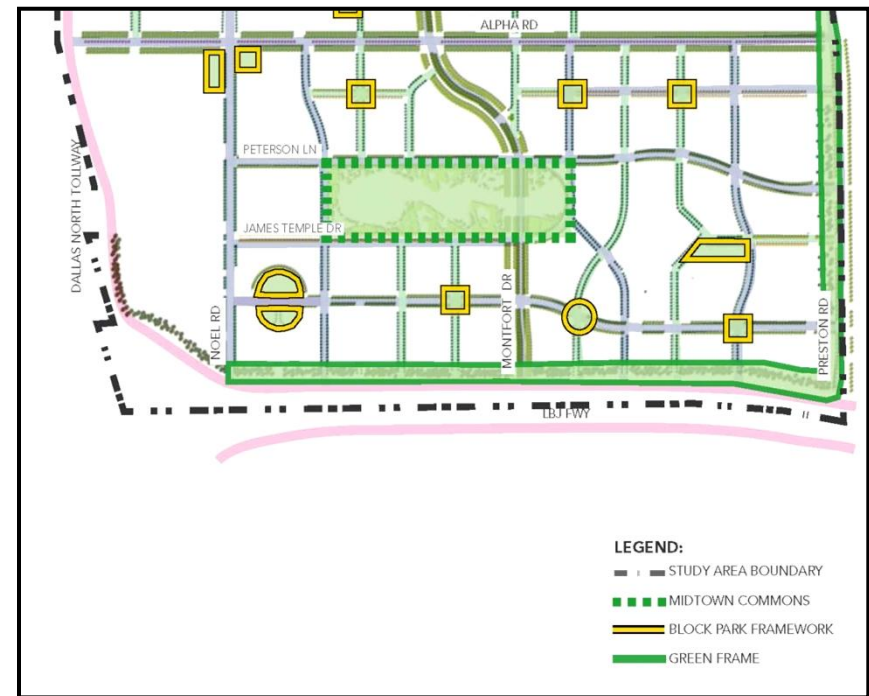 ALPHA RD
DALLAS NORTH TOLLWAY
PETERSON LN
JAMES TEMPLE DR
NOEL RD
MONTFORT DR
PRESTON RD
LBJ FWY
LEGEND:
STUDY AREA BOUNDARY
MIDTOWN COMMONS
BLOCK PARK FRAMEWORK
GREEN FRAME